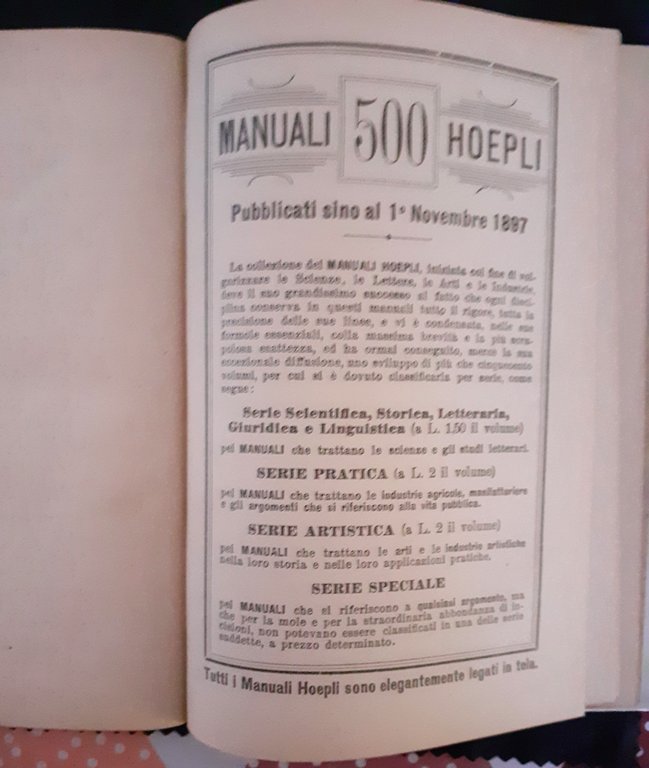 MANUALI 500 HOEPLI
Pubblicati sino al 1° Novembre 1897
La collezione dei MANUALI HOEPLI, iniziata col fine di vol-
garizzare le Scienze, le Lettere, le Arti e le Industrie,
deve il suo grandissimo successo al fatto che ogni disci-
plina conserva in questi manuali tutto il rigore, tutta la
precisione delle sue linee, e vi è condensata, nelle sue
formole essenziali, colla massima brevità e la più scru-
polosa esattezza, ed ha ormai conseguito, merce la sua
eccezionale diffusione, uno sviluppo di più che cinquecento
volumi, per cui si è dovuto classificarla per serie, come
segue:
Serie Scientifica, Storica, Letteraria,
Giuridica e Linguistica (a L. 1,50 il volume)
pei MANUALI che trattano le scienze e gli studi letterari.
SERIE PRATICA (a L. 2 il volume)
pei MANUALI che trattano le industrie agricole, manifatturiere
e gli argomenti che si riferiscono alla vita pubblica.
SERIE ARTISTICA (a L. 2 il volume)
pei MANUALI che trattano le arti e le industrie artistiche
nella loro storia e nelle loro applicazioni pratiche.
SERIE SPECIALE
pei MANUALI che si riferiscono a qualsiasi argomento, ma
che per la mole e per la straordinaria abbondanza di in-
cisioni, non potevano essere classificati in una delle serie
suddette, a prezzo determinato.
Tutti i Manuali Hoepli sono elegantemente legati in tela.